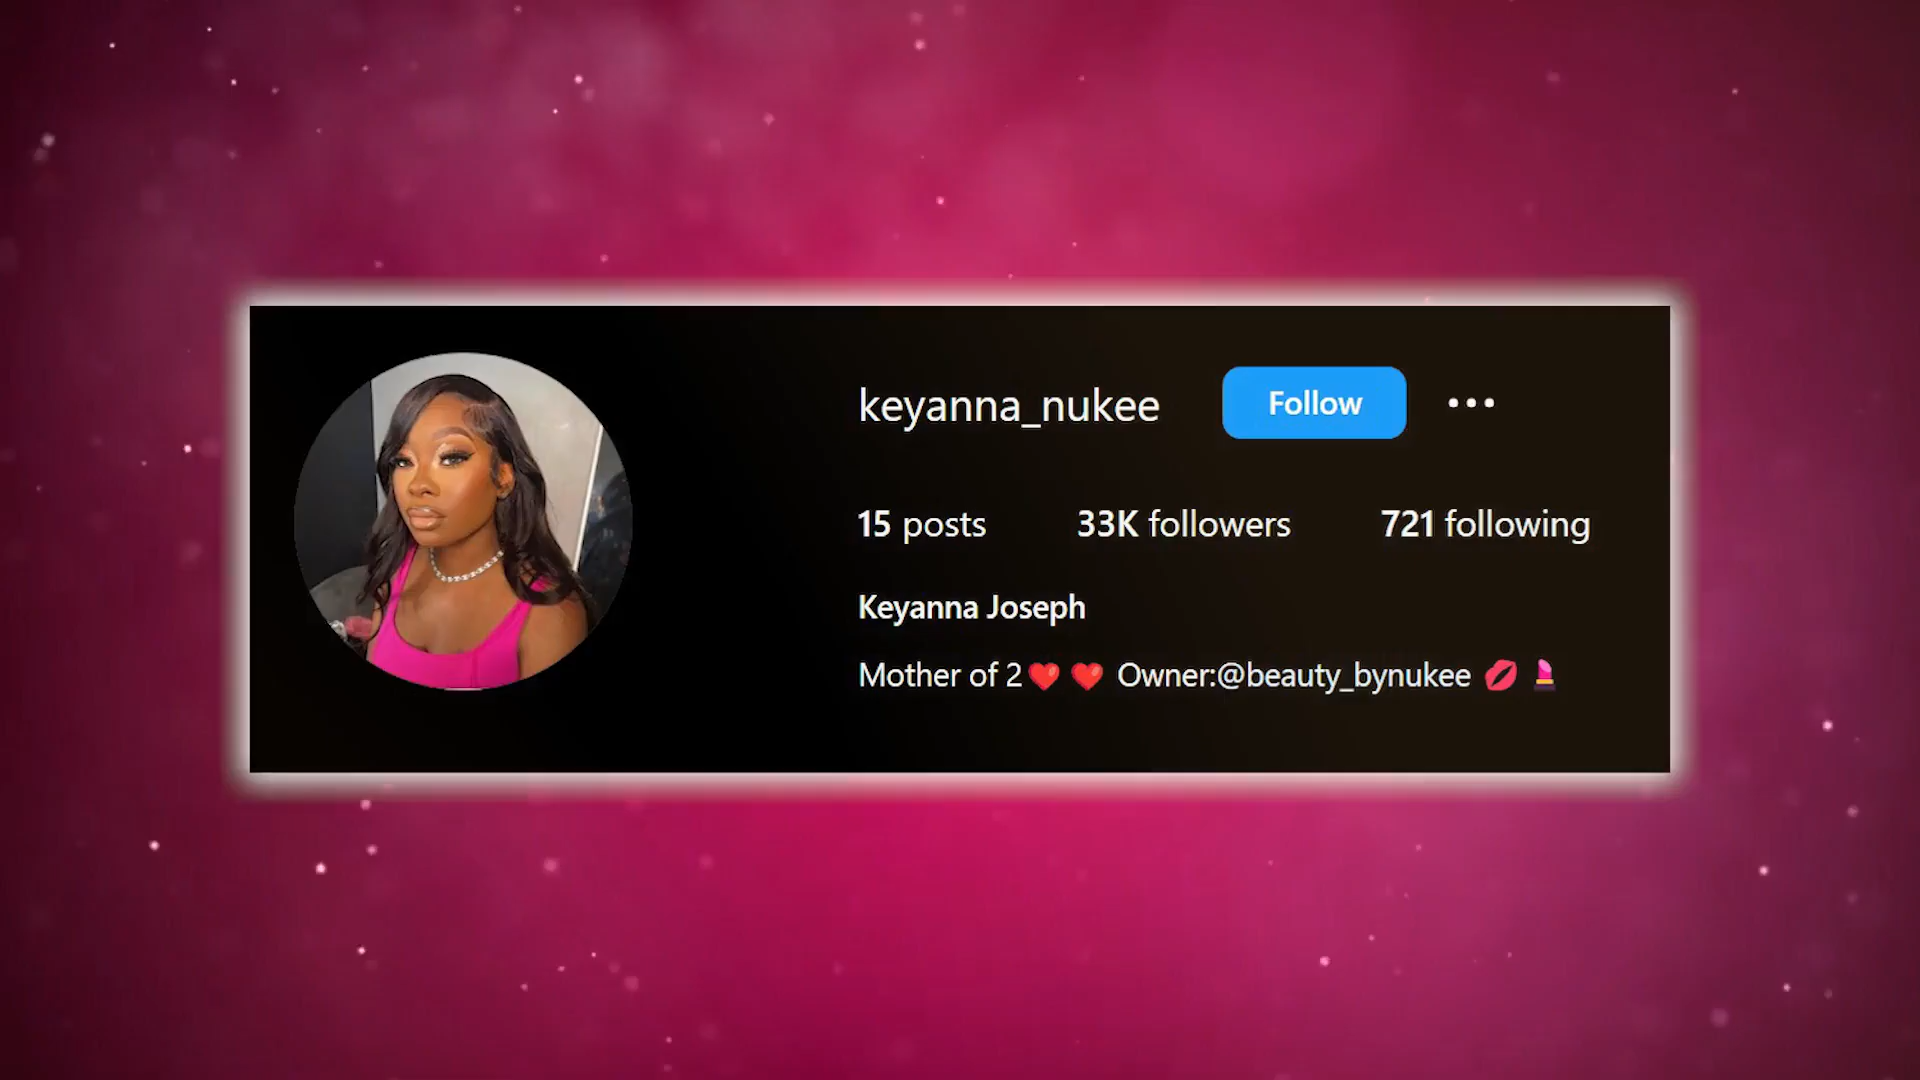 keyanna_nukee Follow
15 posts 33K followers 721 following
Keyanna Joseph
Mother of 2❤️❤️ Owner:@beauty_bynukee 💋💄